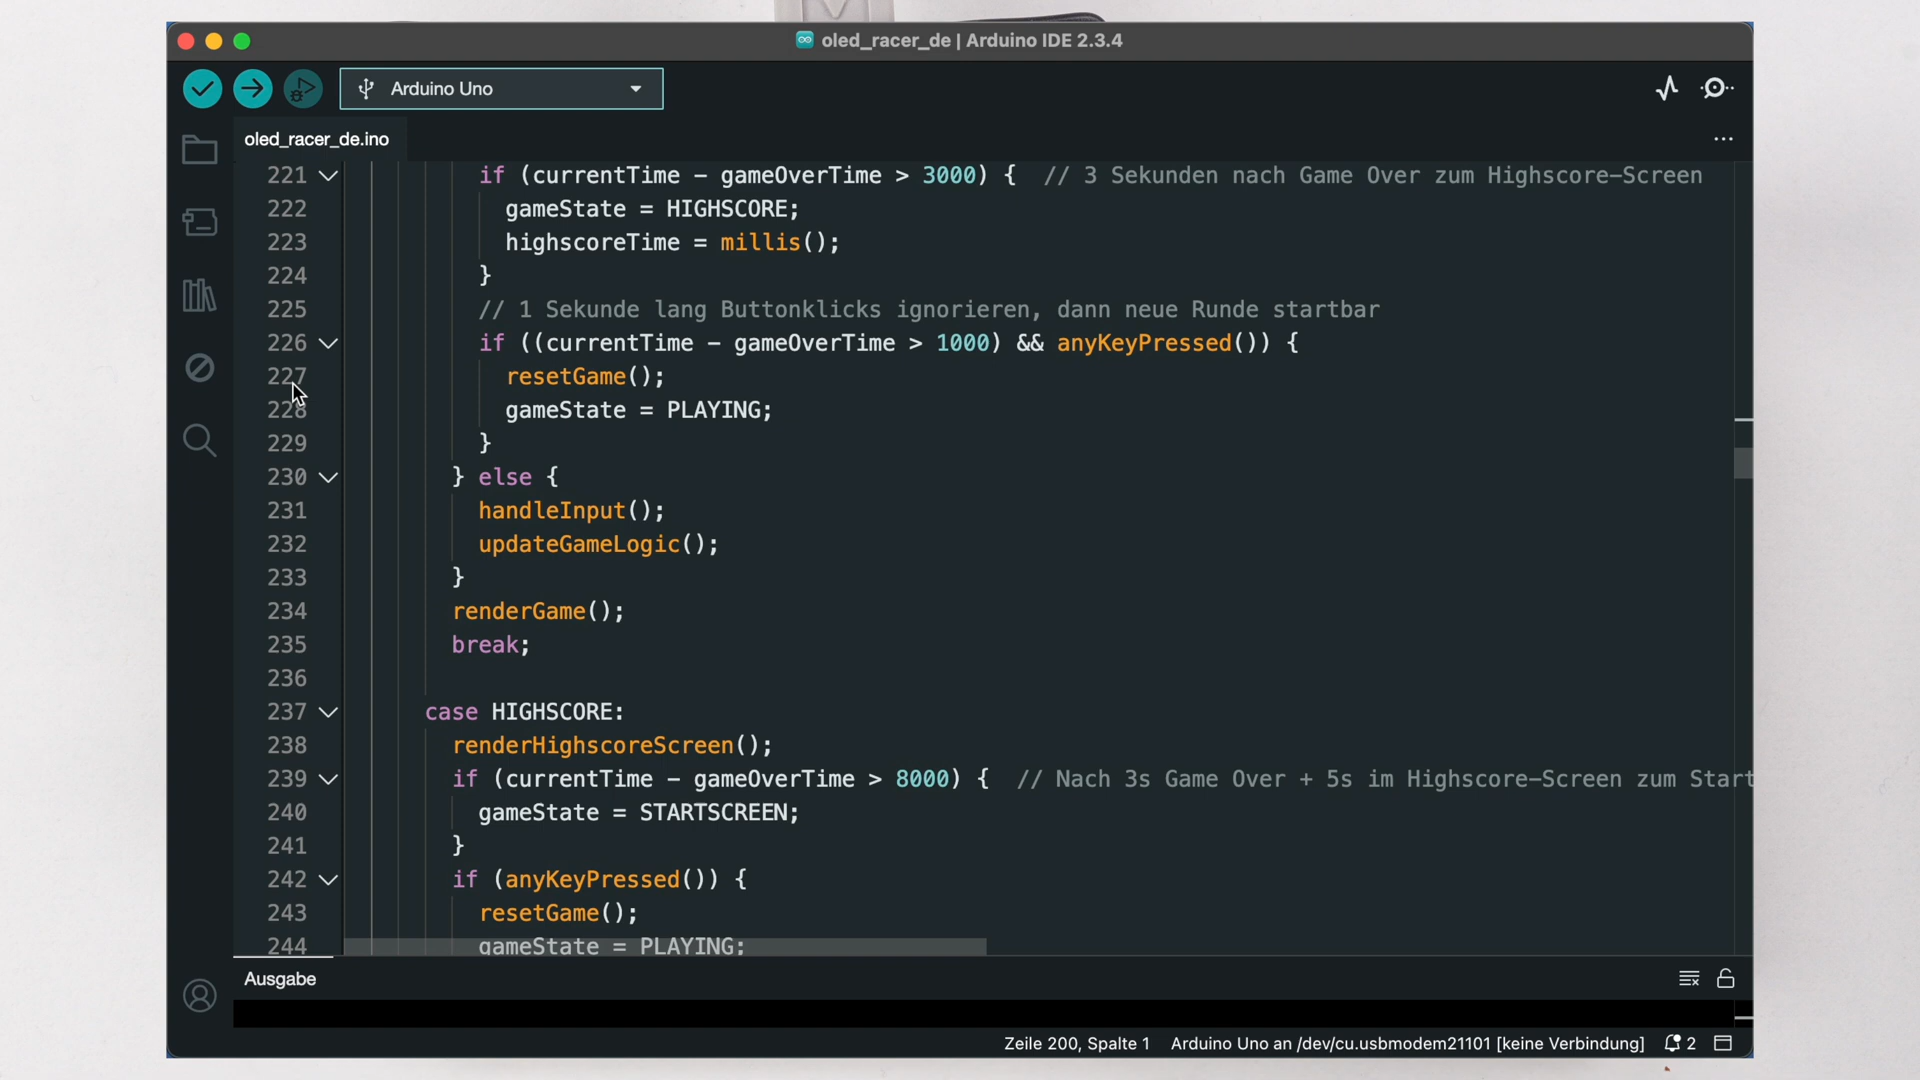 oled_racer_de | Arduino IDE 2.3.4
Arduino Uno
oled_racer_de.ino
221 if (currentTime - gameOverTime > 3000) { // 3 Sekunden nach Game Over zum Highscore-Screen
222 gameState = HIGHSCORE;
223 highscoreTime = millis();
224 }
225 // 1 Sekunde lang Buttonklicks ignorieren, dann neue Runde startbar
226 if ((currentTime - gameOverTime > 1000) && anyKeyPressed()) {
227 resetGame();
228 gameState = PLAYING;
229 }
230 } else {
231 handleInput();
232 updateGameLogic();
233 }
234 renderGame();
235 break;
236
237 case HIGHSCORE:
238 renderHighscoreScreen();
239 if (currentTime - gameOverTime > 8000) { // Nach 3s Game Over + 5s im Highscore-Screen zum Start
240 gameState = STARTSCREEN;
241 }
242 if (anyKeyPressed()) {
243 resetGame();
244 gameState = PLAYING;
Ausgabe
Zeile 200, Spalte 1 Arduino Uno an /dev/cu.usbmodem21101 [keine Verbindung] 2